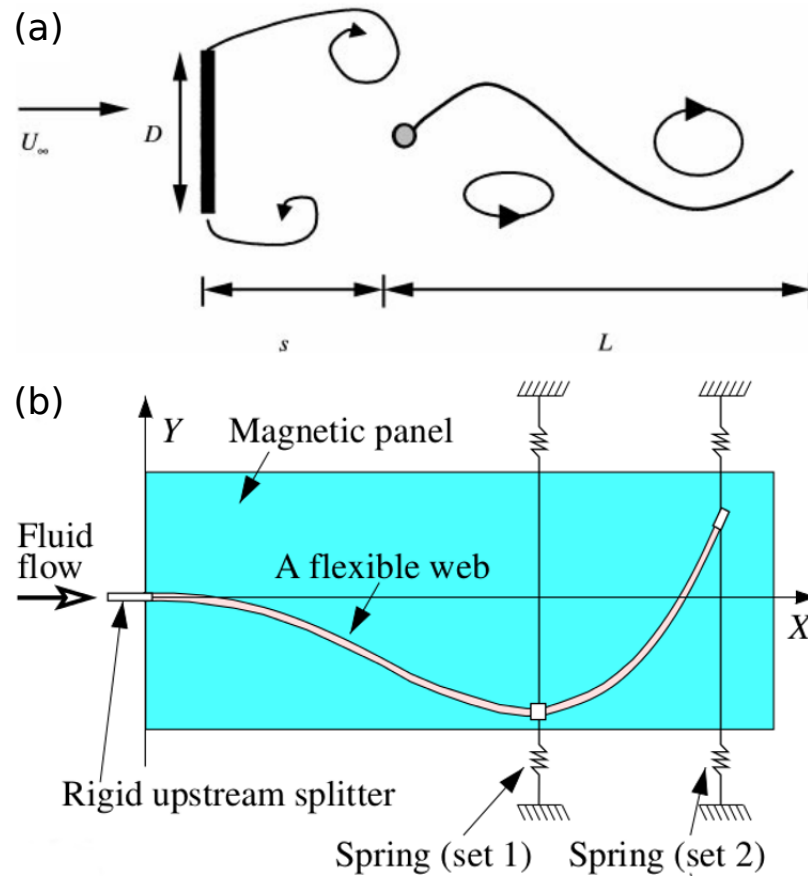 (a)
U∞
D
s
L
(b)
Y
Magnetic panel
Fluid
flow
A flexible web
X
Rigid upstream splitter
Spring (set 1)
Spring (set 2)